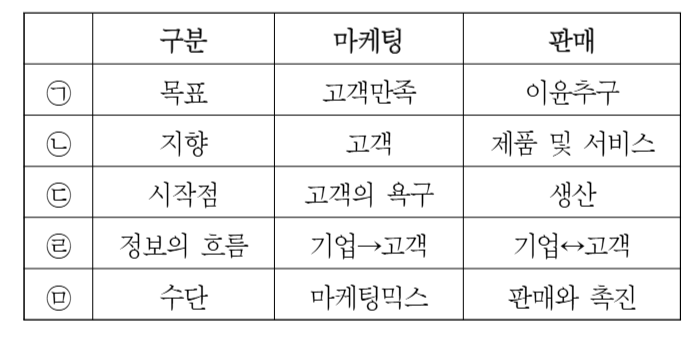 구분 마케팅 판매
㉠ 목표 고객만족 이윤추구
㉡ 지향 고객 제품 및 서비스
㉢ 시작점 고객의 욕구 생산
㉣ 정보의 흐름 기업→고객 기업↔고객
㉤ 수단 마케팅믹스 판매와 촉진